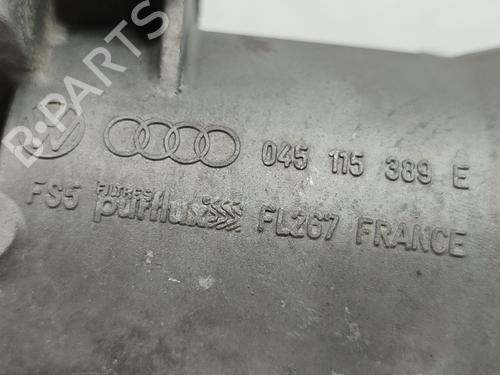 045 115 389 E
FS5 FILTRES purflux FL267 FRANCE
B-PARTS